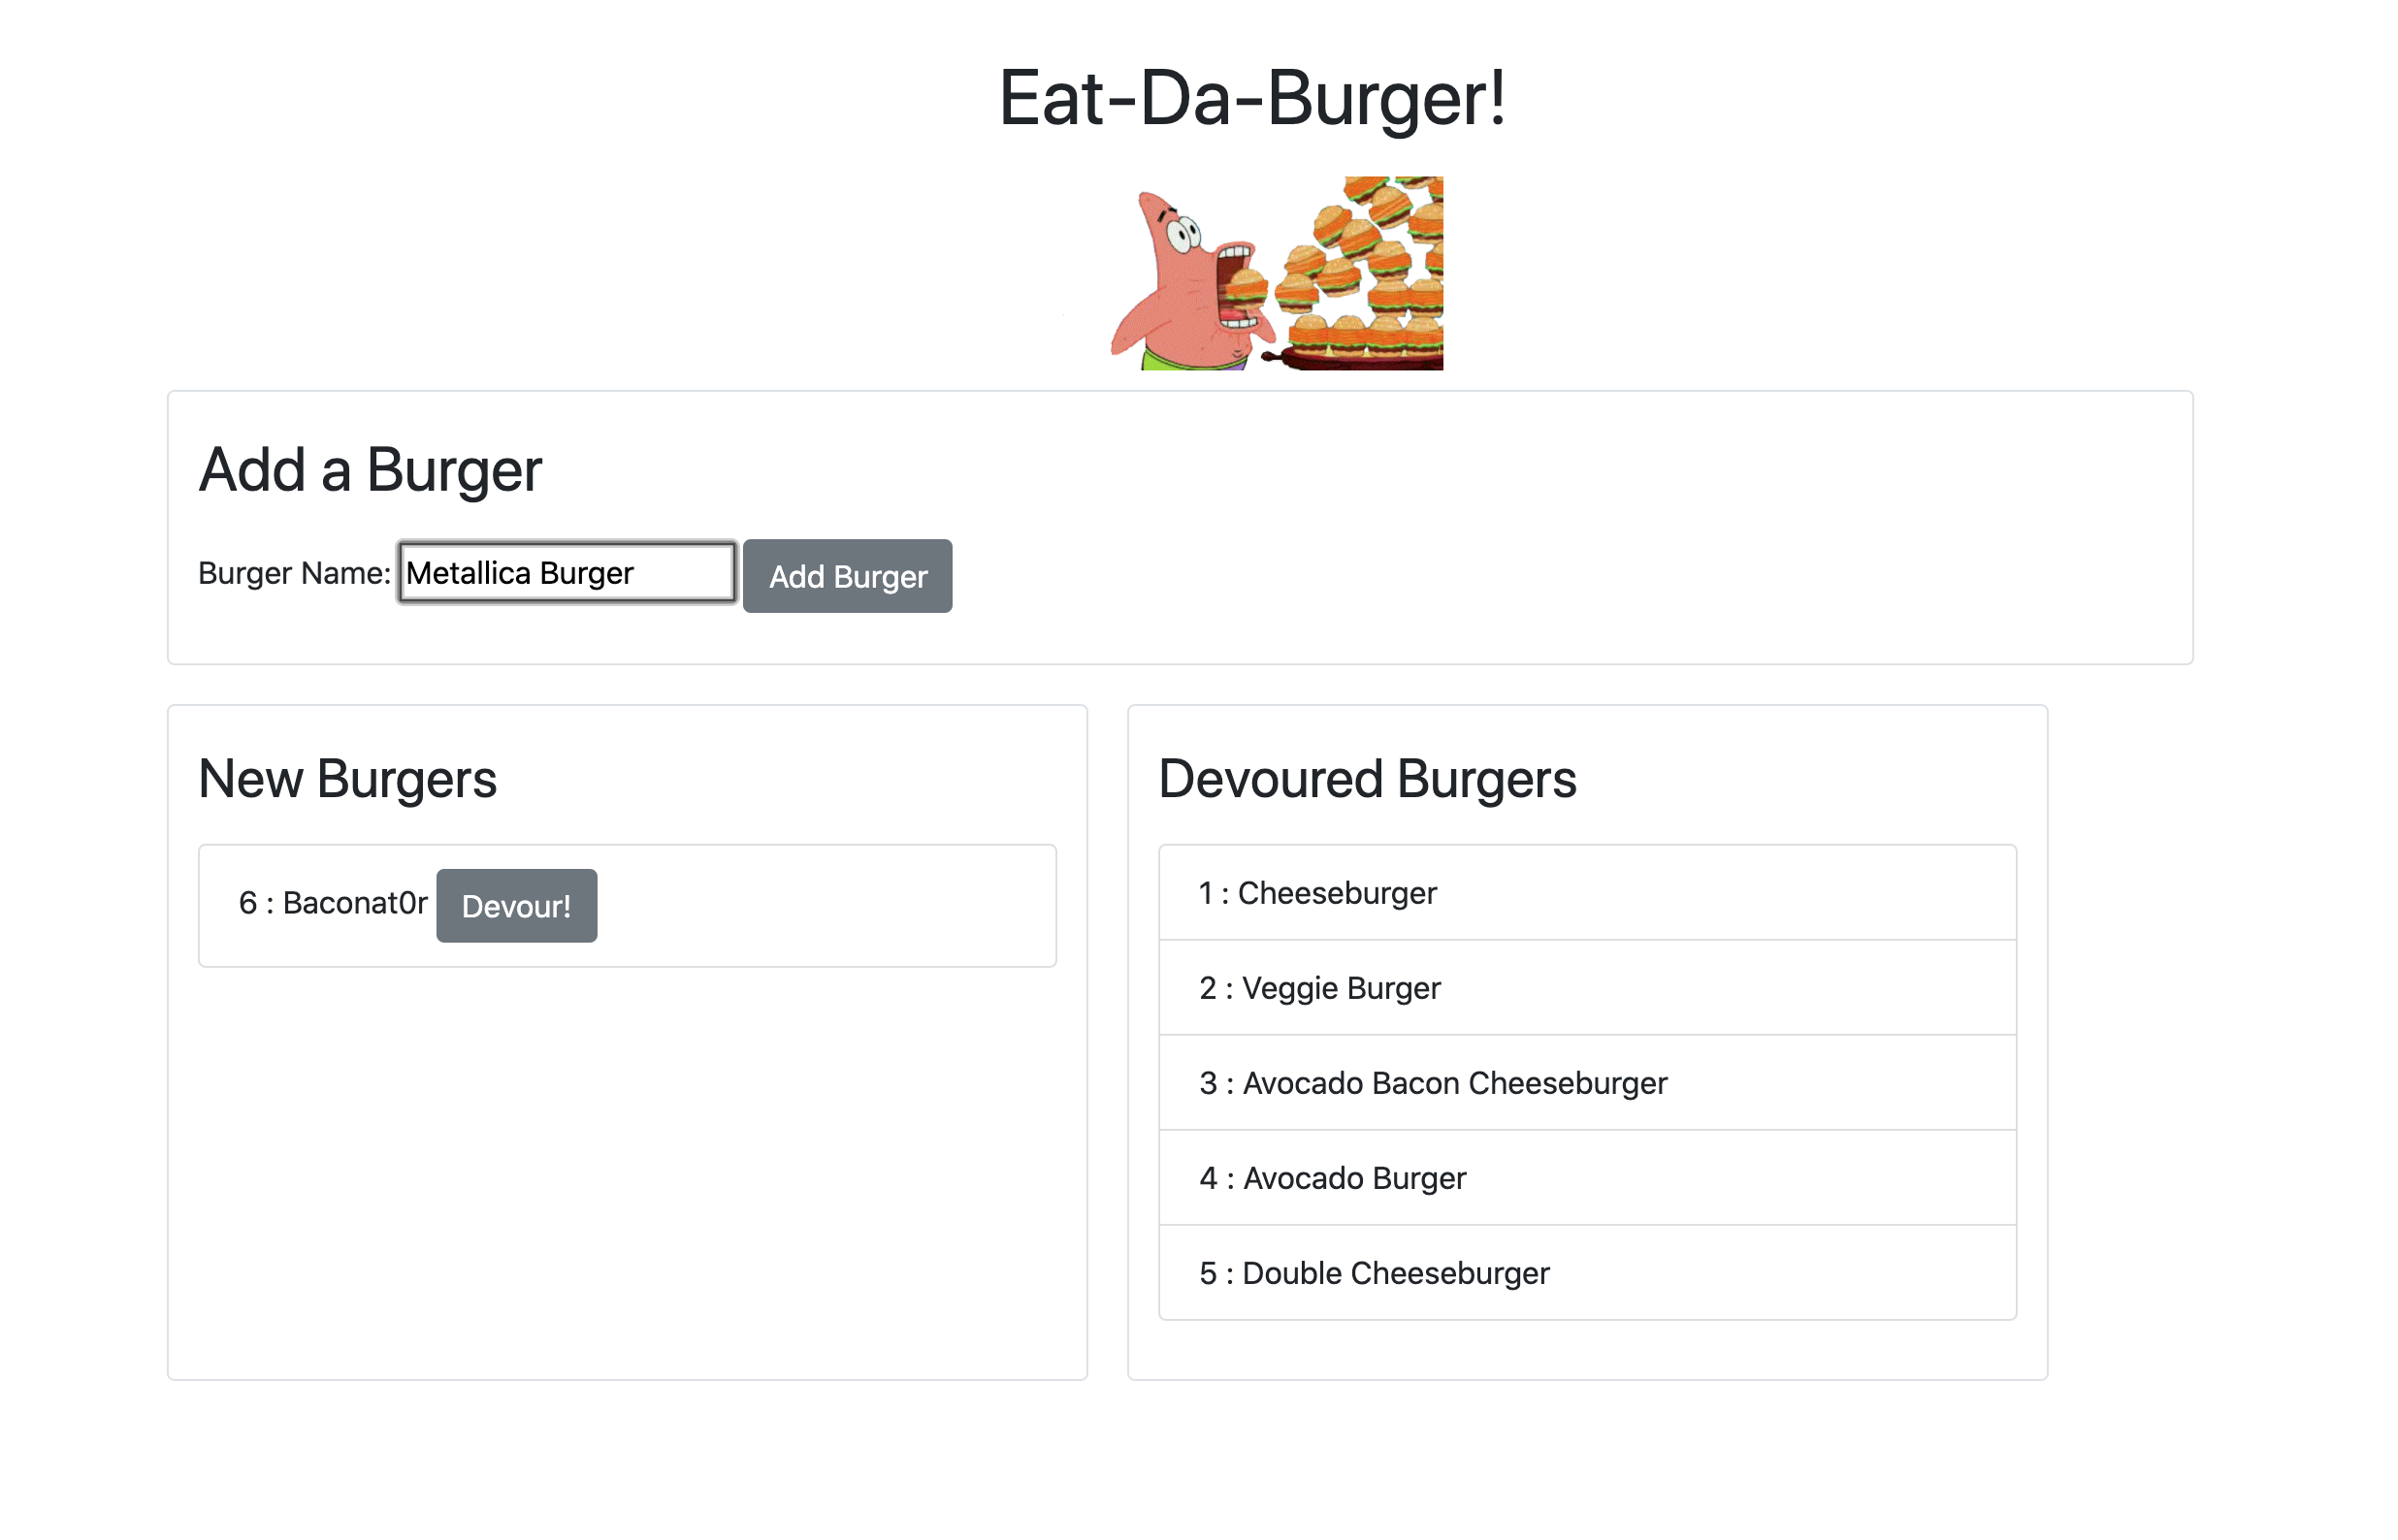 Eat-Da-Burger!
Add a Burger
Burger Name: Metallica Burger Add Burger
New Burgers
6 : Baconat0r Devour!
Devoured Burgers
1 : Cheeseburger
2 : Veggie Burger
3 : Avocado Bacon Cheeseburger
4 : Avocado Burger
5 : Double Cheeseburger